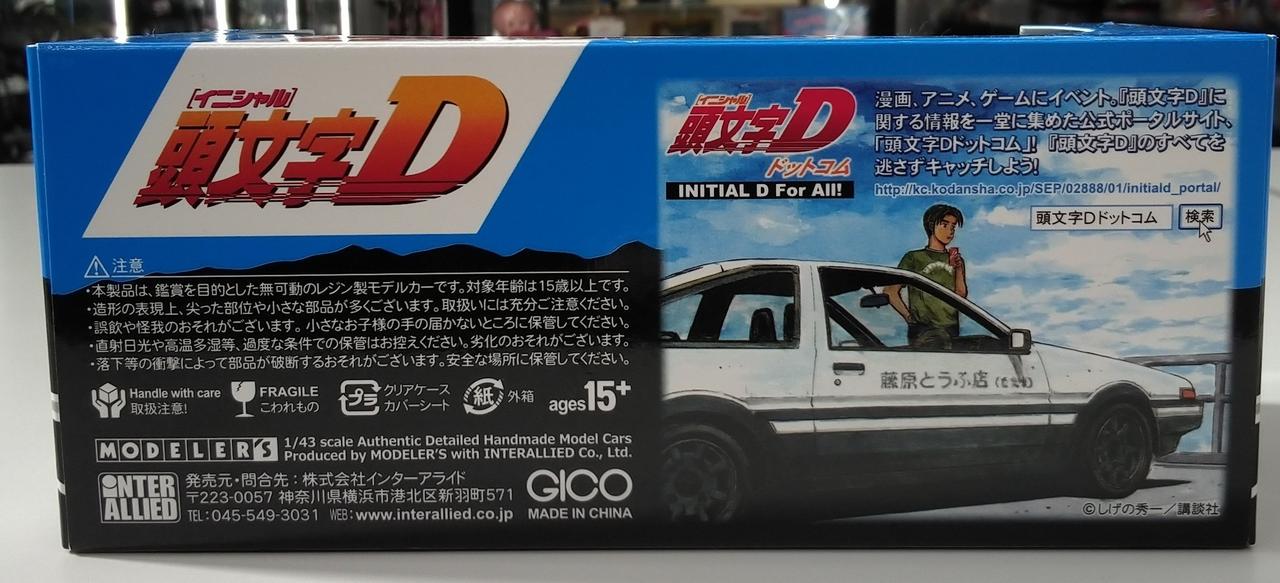 [イニシャル]
頭文字D
注意
・本製品は、鑑賞を目的とした無可動のレジン製モデルカーです。対象年齢は15歳以上です。
・造形の表現上、尖った部位や小さな部品が多くございます。取扱いには充分ご注意ください。
・誤飲や怪我のおそれがございます。小さなお子様の手の届かないところに保管してください。
・直射日光や高温多湿等、過度な条件での保管はお控えください。劣化のおそれがございます。
・落下等の衝撃によって部品が破断するおそれがございます。安全な場所に保管してください。
Handle with care
取扱注意!
FRAGILE
こわれもの
プラ
クリアケース
カバーシート
紙
外箱
ages15+
MODELER'S
1/43 scale Authentic Detailed Handmade Model Cars
Produced by MODELER'S with INTERALLIED Co., Ltd.
INTER
ALLIED
発売元・問合先:株式会社インターアライド
〒223-0057 神奈川県横浜市港北区新羽町571
TEL:045-549-3031 WEB:www.interallied.co.jp
GICO
MADE IN CHINA
[イニシャル]
頭文字D
ドットコム
INITIAL D For All!
漫画、アニメ、ゲームにイベント。『頭文字D』に
関する情報を一堂に集めた公式ポータルサイト、
「頭文字Dドットコム」! 『頭文字D』のすべてを
逃さずキャッチしよう!
http://kc.kodansha.co.jp/SEP/02888/01/initiald_portal/
頭文字Dドットコム
検索
藤原とうふ店(自家用)
©しげの秀一/講談社